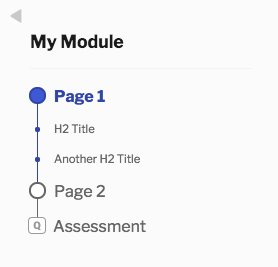 My Module
Page 1
H2 Title
Another H2 Title
Page 2
Q Assessment